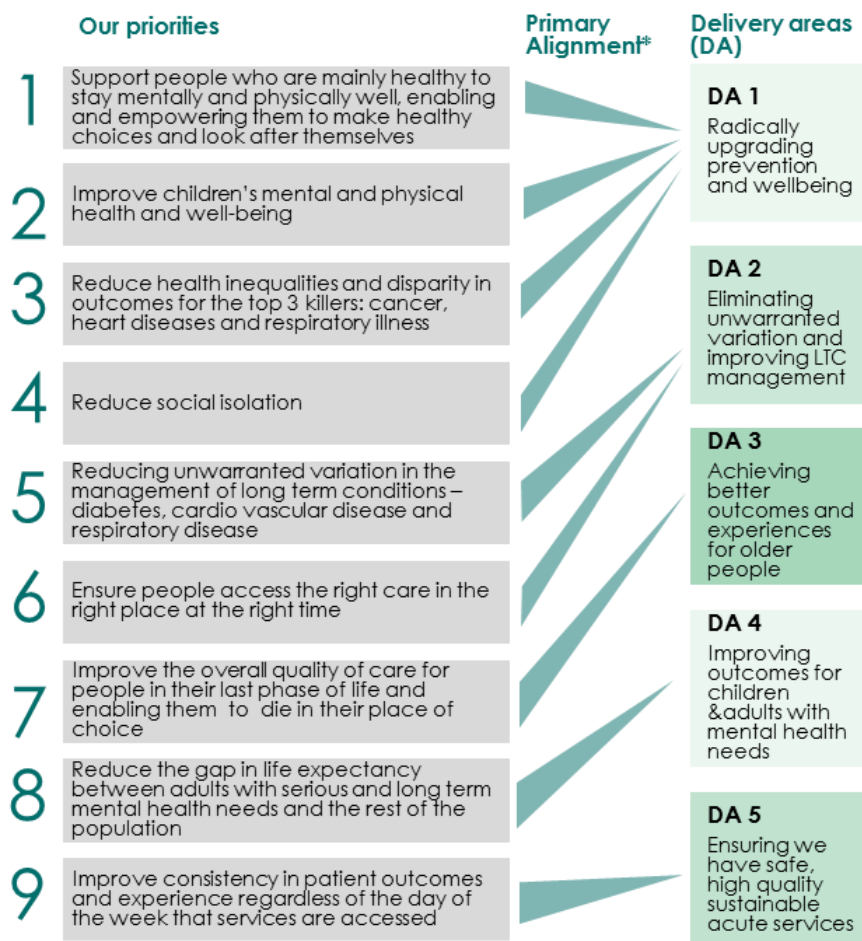 Our priorities
Primary
Alignment*
Delivery areas
(DA)
1
Support people who are mainly healthy to
stay mentally and physically well, enabling
and empowering them to make healthy
choices and look after themselves
2
Improve children's mental and physical
health and well-being
3
Reduce health inequalities and disparity in
outcomes for the top 3 killers: cancer,
heart diseases and respiratory illness
4
Reduce social isolation
5
Reducing unwarranted variation in the
management of long term conditions –
diabetes, cardio vascular disease and
respiratory disease
6
Ensure people access the right care in the
right place at the right time
7
Improve the overall quality of care for
people in their last phase of life and
enabling them to die in their place of
choice
8
Reduce the gap in life expectancy
between adults with serious and long term
mental health needs and the rest of the
population
9
Improve consistency in patient outcomes
and experience regardless of the day of
the week that services are accessed
DA 1
Radically
upgrading
prevention
and wellbeing
DA 2
Eliminating
unwarranted
variation and
improving LTC
management
DA 3
Achieving
better
outcomes and
experiences
for older
people
DA 4
Improving
outcomes for
children
&adults with
mental health
needs
DA 5
Ensuring we
have safe,
high quality
sustainable
acute services